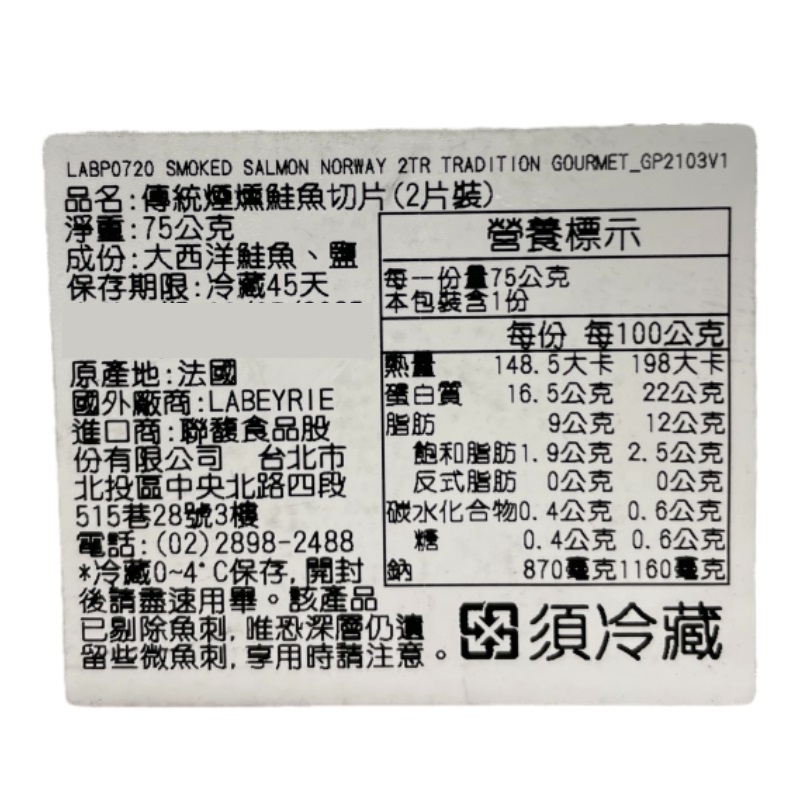 LABP0720 SMOKED SALMON NORWAY 2TR TRADITION GOURMET_GP2103V1
品名:傳統煙燻鮭魚切片(2片裝)
淨重:75公克
成份:大西洋鮭魚、鹽
保存期限:冷藏45天
原產地:法國
國外廠商:LABEYRIE
進口商:聯馥食品股
份有限公司 台北市
北投區中央北路四段
515巷28號3樓
電話:(02)2898-2488
*冷藏0~4°C保存,開封
後請盡速用畢。該產品
已剔除魚刺,唯恐深層仍遺
留些微魚刺,享用時請注意。
營養標示
每一份量75公克
本包裝含1份
每份 每100公克
熱量 148.5大卡 198大卡
蛋白質 16.5公克 22公克
脂肪 9公克 12公克
飽和脂肪1.9公克 2.5公克
反式脂肪 0公克 0公克
碳水化合物0.4公克 0.6公克
糖 0.4公克 0.6公克
鈉 870毫克1160毫克
須冷藏